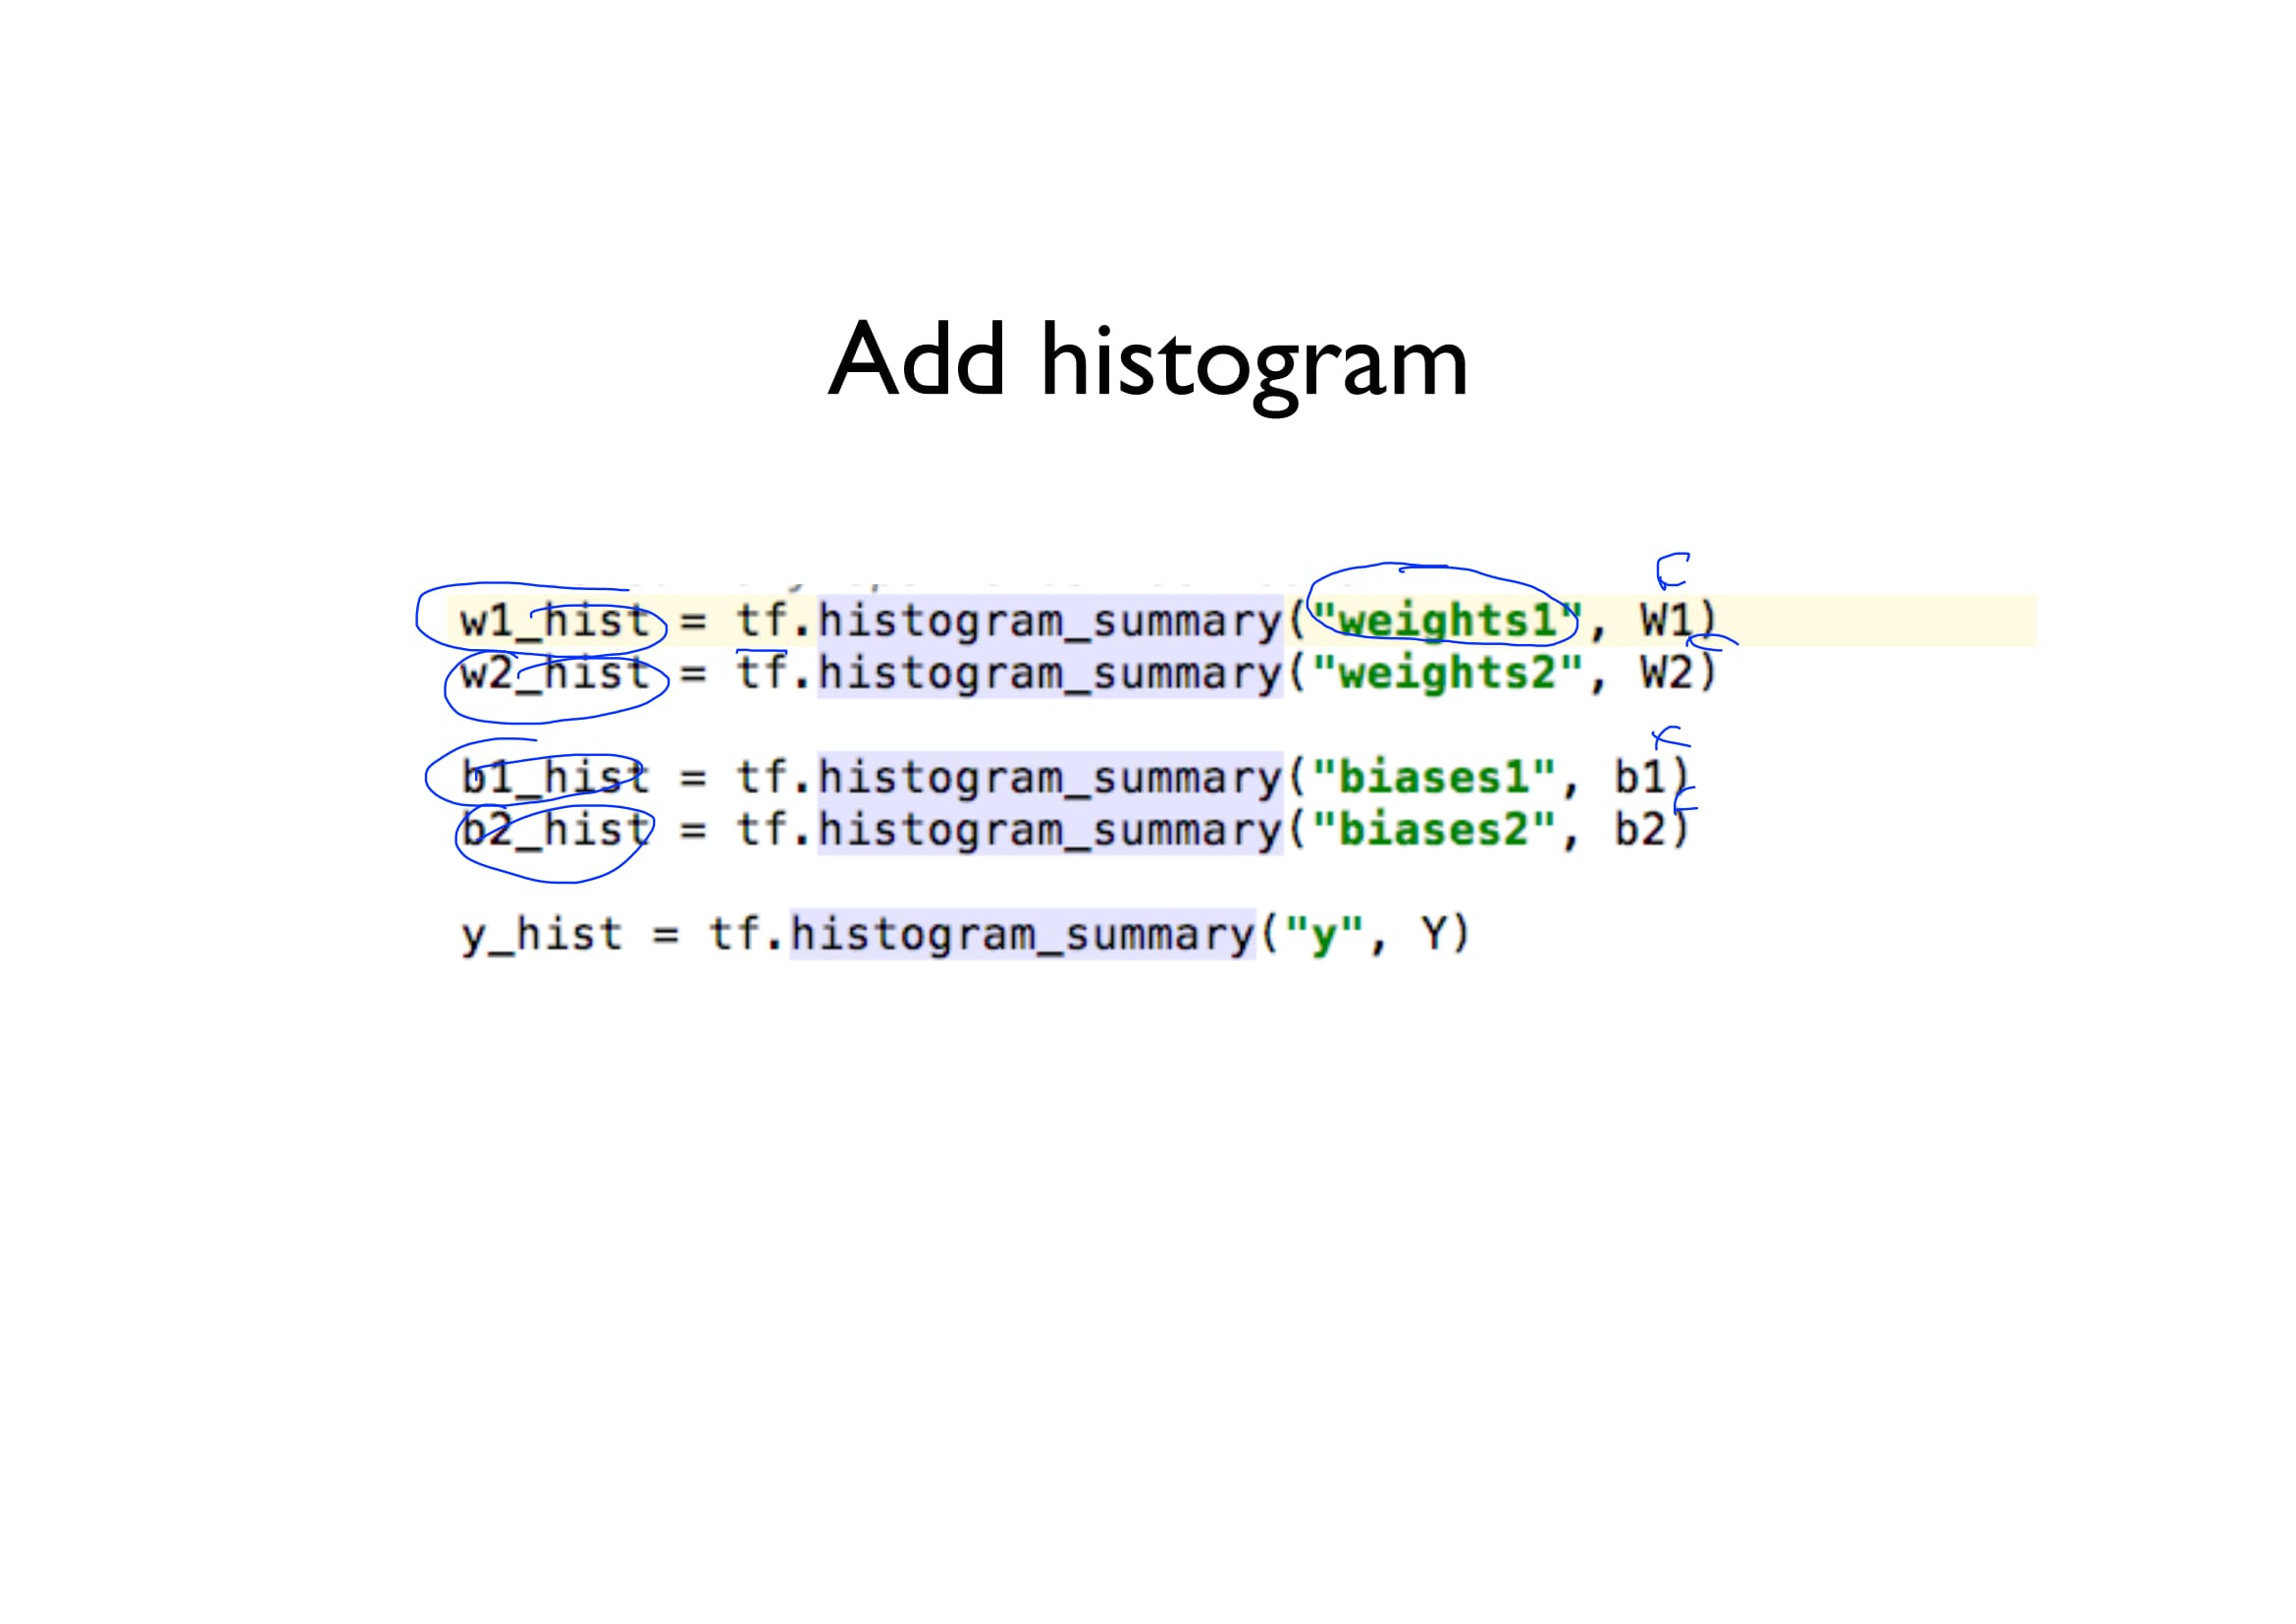 Add histogram
w1_hist = tf.histogram_summary("weights1", W1)
w2_hist = tf.histogram_summary("weights2", W2)
b1_hist = tf.histogram_summary("biases1", b1)
b2_hist = tf.histogram_summary("biases2", b2)
y_hist = tf.histogram_summary("y", Y)